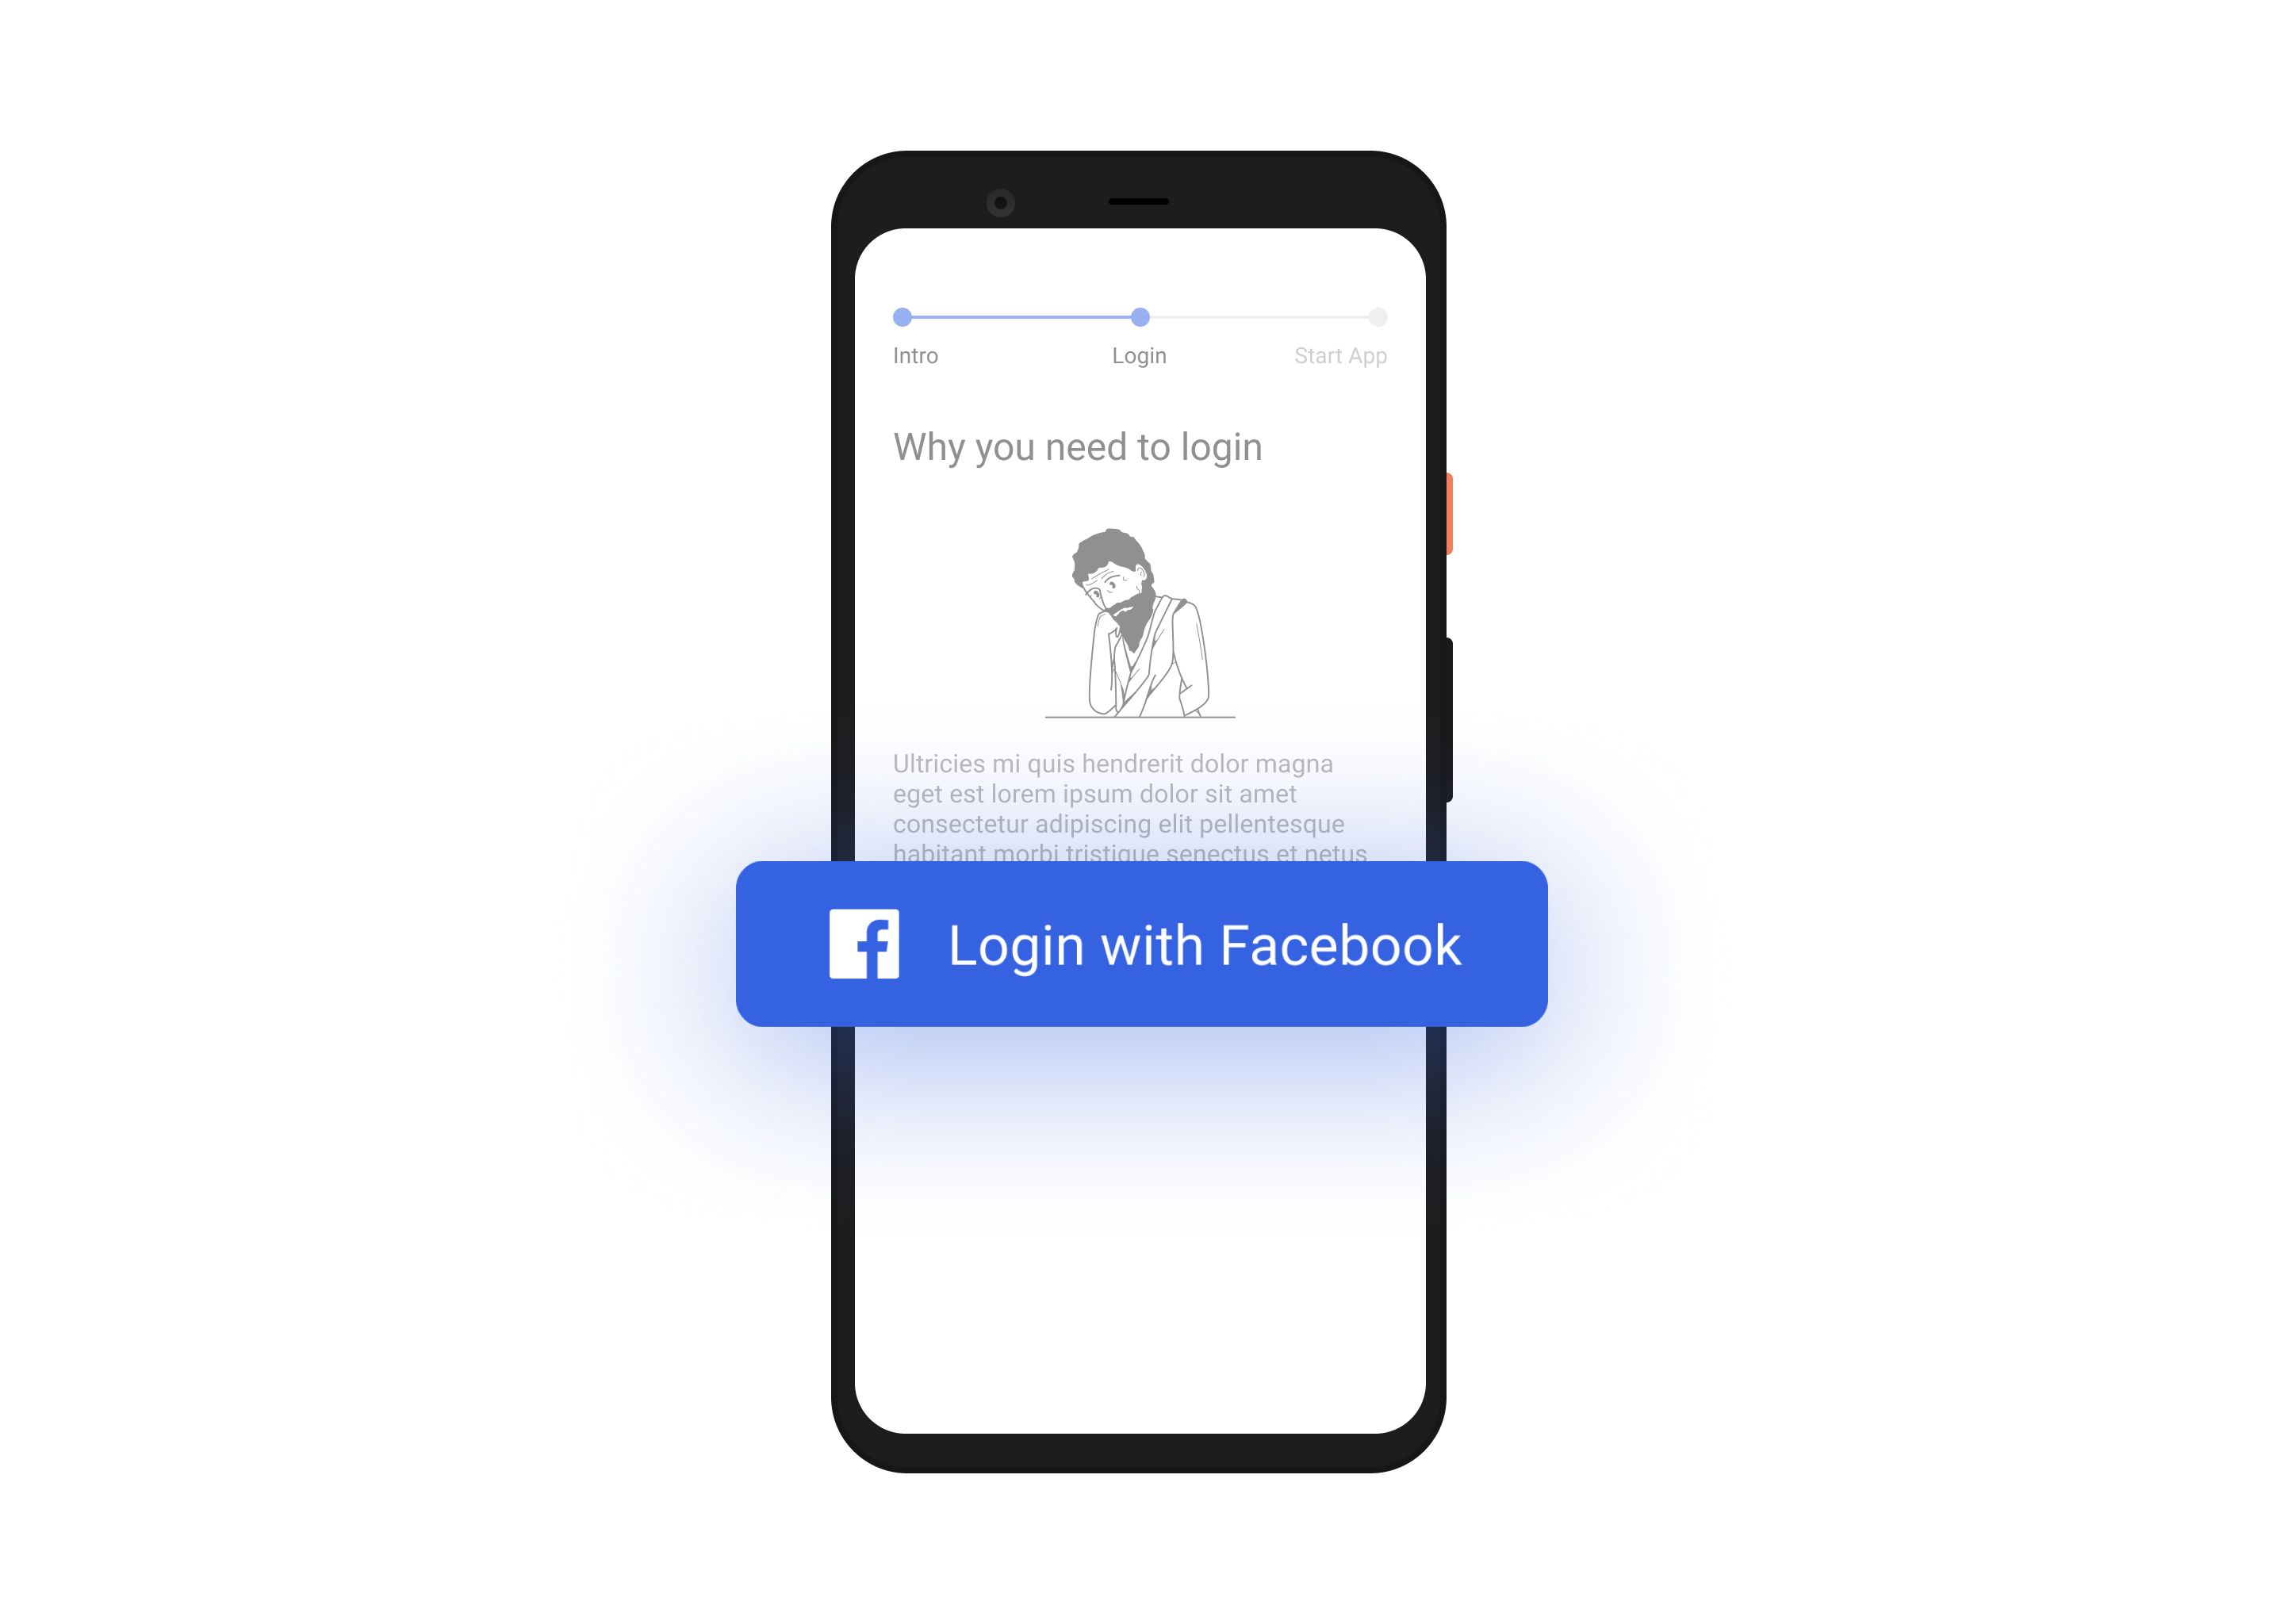 Intro
Login
Start App
Why you need to login
Ultricies mi quis hendrerit dolor magna
eget est lorem ipsum dolor sit amet
consectetur adipiscing elit pellentesque
habitant morbi tristique senectus et netus
Login with Facebook